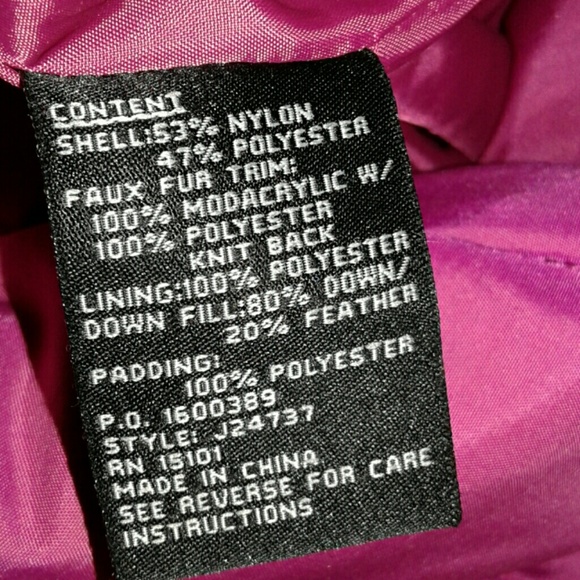 CONTENT
SHELL:53% NYLON
47% POLYESTER
FAUX FUR TRIM:
100% MODACRYLIC W/
100% POLYESTER
KNIT BACK
LINING:100% POLYESTER
DOWN FILL:80% DOWN/
20% FEATHER
PADDING:
100% POLYESTER
P.O. 1600389
STYLE: J24737
RN 15101
MADE IN CHINA
SEE REVERSE FOR CARE
INSTRUCTIONS